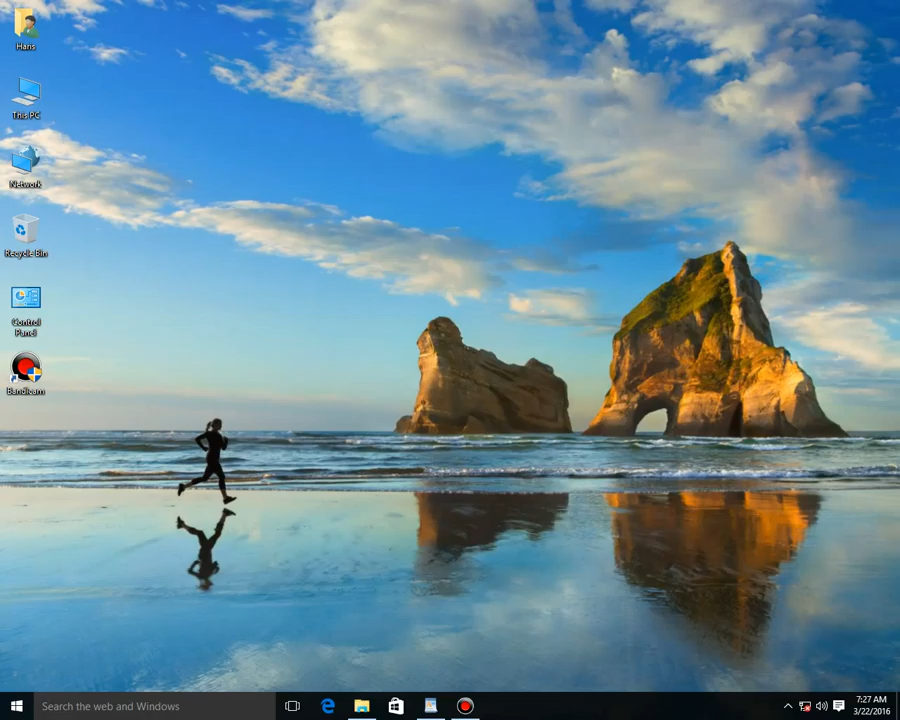 Hans
This PC
Network
Recycle Bin
Control
Panel
Bandicam
Search the web and Windows
7:27 AM
3/22/2016